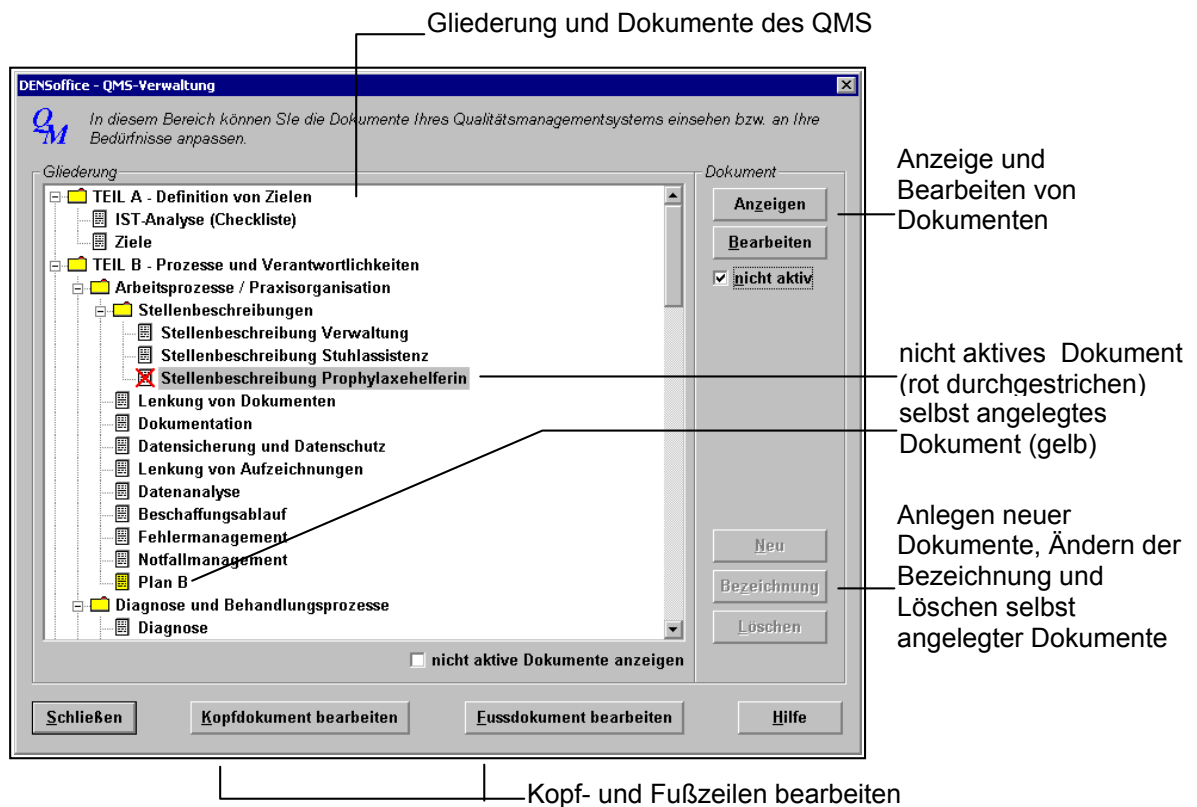 Gliederung und Dokumente des QMS
DENSoffice - QMS-Verwaltung
QM
In diesem Bereich können SIe die Dokumente Ihres Qualitätsmanagementsystems einsehen bzw. an Ihre
Bedürfnisse anpassen.
Gliederung
TEIL A - Definition von Zielen
IST-Analyse (Checkliste)
Ziele
TEIL B - Prozesse und Verantwortlichkeiten
Arbeitsprozesse / Praxisorganisation
Stellenbeschreibungen
Stellenbeschreibung Verwaltung
Stellenbeschreibung Stuhlassistenz
Stellenbeschreibung Prophylaxehelferin
Lenkung von Dokumenten
Dokumentation
Datensicherung und Datenschutz
Lenkung von Aufzeichnungen
Datenanalyse
Beschaffungsablauf
Fehlermanagement
Notfallmanagement
Plan B
Diagnose und Behandlungsprozesse
Diagnose
nicht aktive Dokumente anzeigen
Dokument
Anzeigen
Bearbeiten
nicht aktiv
Neu
Bezeichnung
Löschen
Schließen
Kopfdokument bearbeiten
Fussdokument bearbeiten
Hilfe
Anzeige und
Bearbeiten von
Dokumenten
nicht aktives Dokument
(rot durchgestrichen)
selbst angelegtes
Dokument (gelb)
Anlegen neuer
Dokumente, Ändern der
Bezeichnung und
Löschen selbst
angelegter Dokumente
Kopf- und Fußzeilen bearbeiten